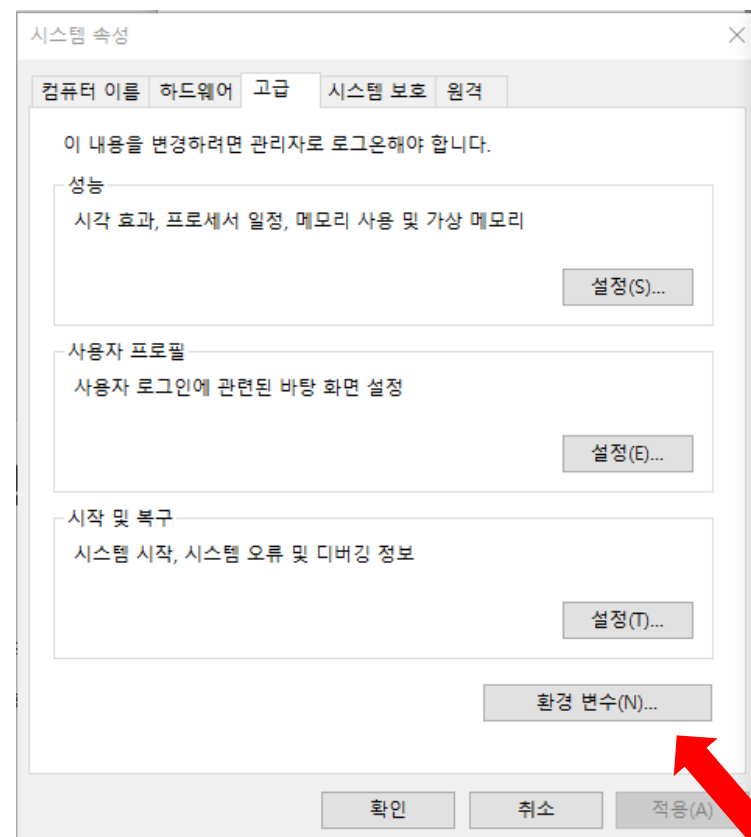 시스템 속성
컴퓨터 이름 하드웨어 고급 시스템 보호 원격
이 내용을 변경하려면 관리자로 로그온해야 합니다.
성능
시각 효과, 프로세서 일정, 메모리 사용 및 가상 메모리
설정(S)...
사용자 프로필
사용자 로그인에 관련된 바탕 화면 설정
설정(E)...
시작 및 복구
시스템 시작, 시스템 오류 및 디버깅 정보
설정(T)...
환경 변수(N)...
확인 취소 적용(A)